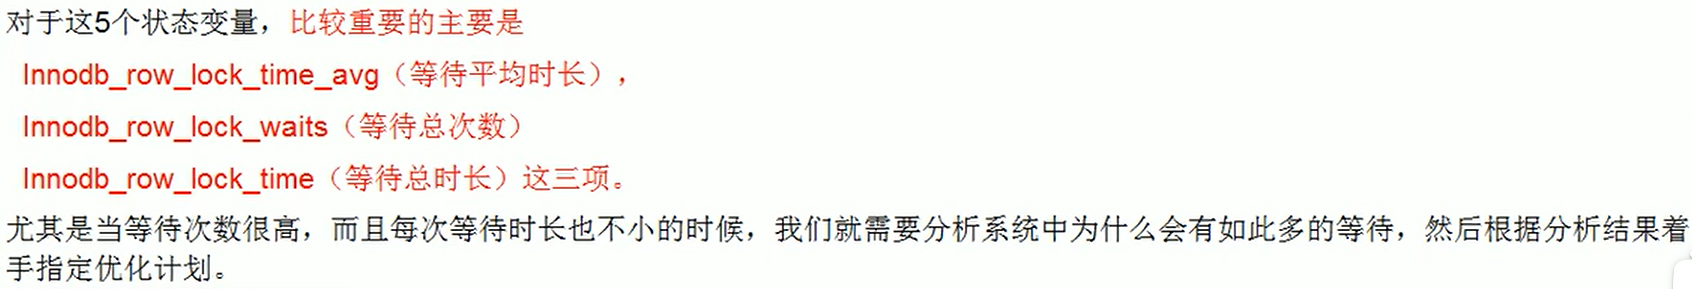 对于这5个状态变量，比较重要的主要是
Innodb_row_lock_time_avg（等待平均时长），
Innodb_row_lock_waits（等待总次数）
Innodb_row_lock_time（等待总时长）这三项。
尤其是当等待次数很高，而且每次等待时长也不小的时候，我们就需要分析系统中为什么会有如此多的等待，然后根据分析结果着
手指定优化计划。